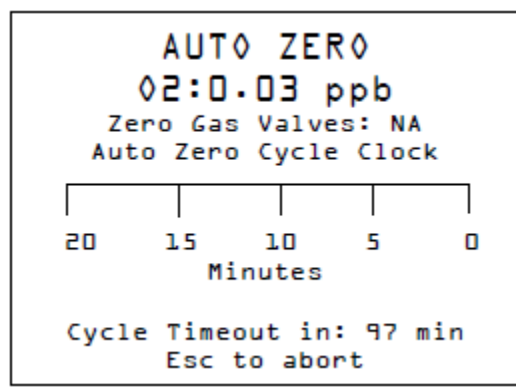 AUTO ZERO
O2:0.03 ppb
Zero Gas Valves: NA
Auto Zero Cycle Clock
20 15 10 5 0
Minutes
Cycle Timeout in: 97 min
Esc to abort